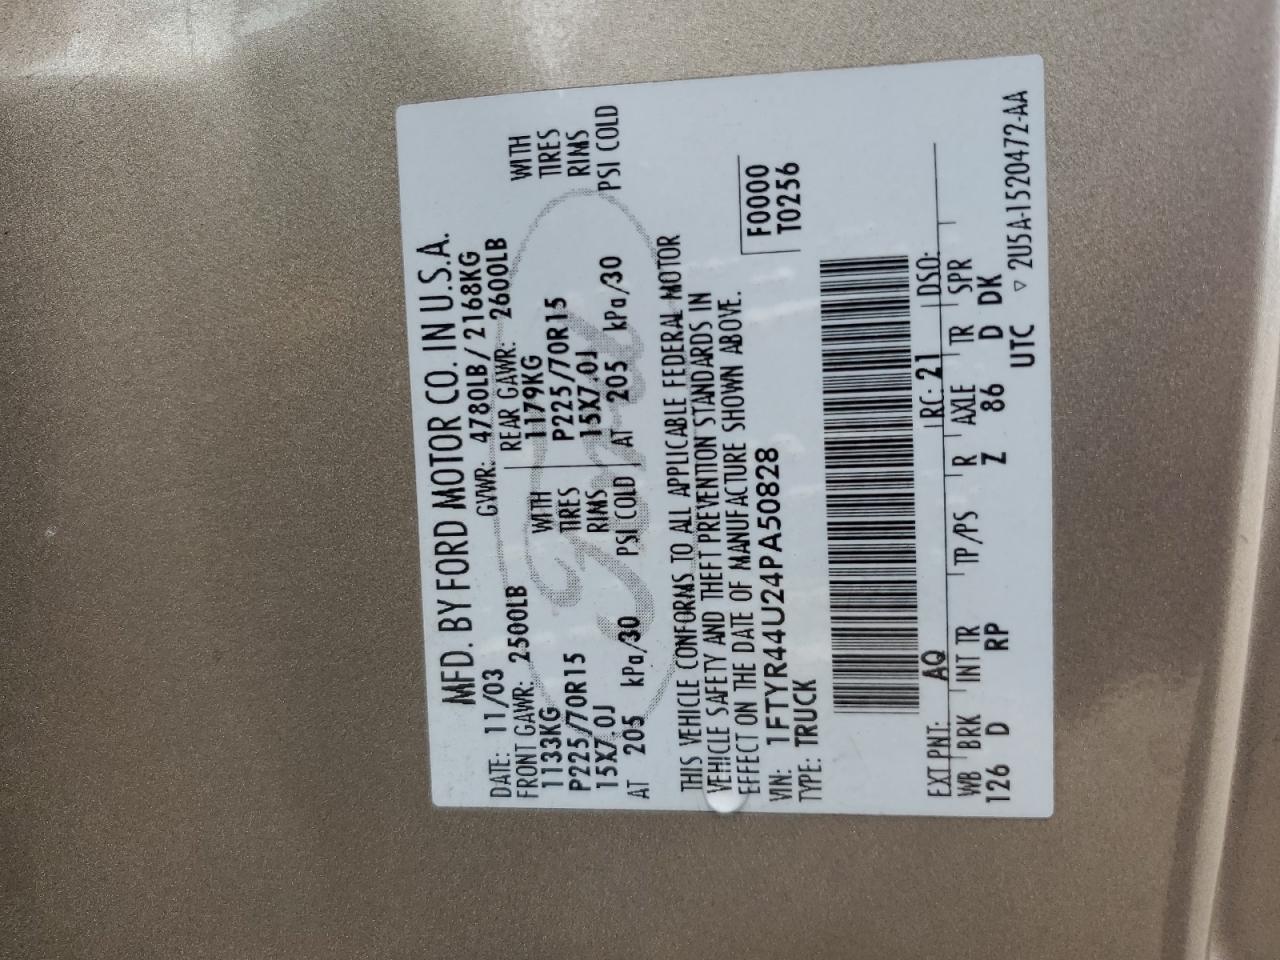 MFD. BY FORD MOTOR CO. IN U.S.A.
DATE: 11/03 GVWR: 4780LB/ 2168KG
FRONT GAWR: 2500LB REAR GAWR: 2600LB
1133KG WITH 1179KG WITH
P225/70R15 TIRES P225/70R15 TIRES
15X7.0J RIMS 15X7.0J RIMS
AT 205 kPa/30 PSI COLD AT 205 kPa/30 PSI COLD
THIS VEHICLE CONFORMS TO ALL APPLICABLE FEDERAL MOTOR
VEHICLE SAFETY AND THEFT PREVENTION STANDARDS IN
EFFECT ON THE DATE OF MANUFACTURE SHOWN ABOVE.
VIN: 1FTYR44U24PA50828 F0000
TYPE: TRUCK T0256
EXT PNT: AQ RC: 21 DSO:
WB BRK INT TR TP/PS R AXLE TR SPR
126 D RP Z 86 D DK
UTC ▽ 2U5A-1520472-AA
Ford